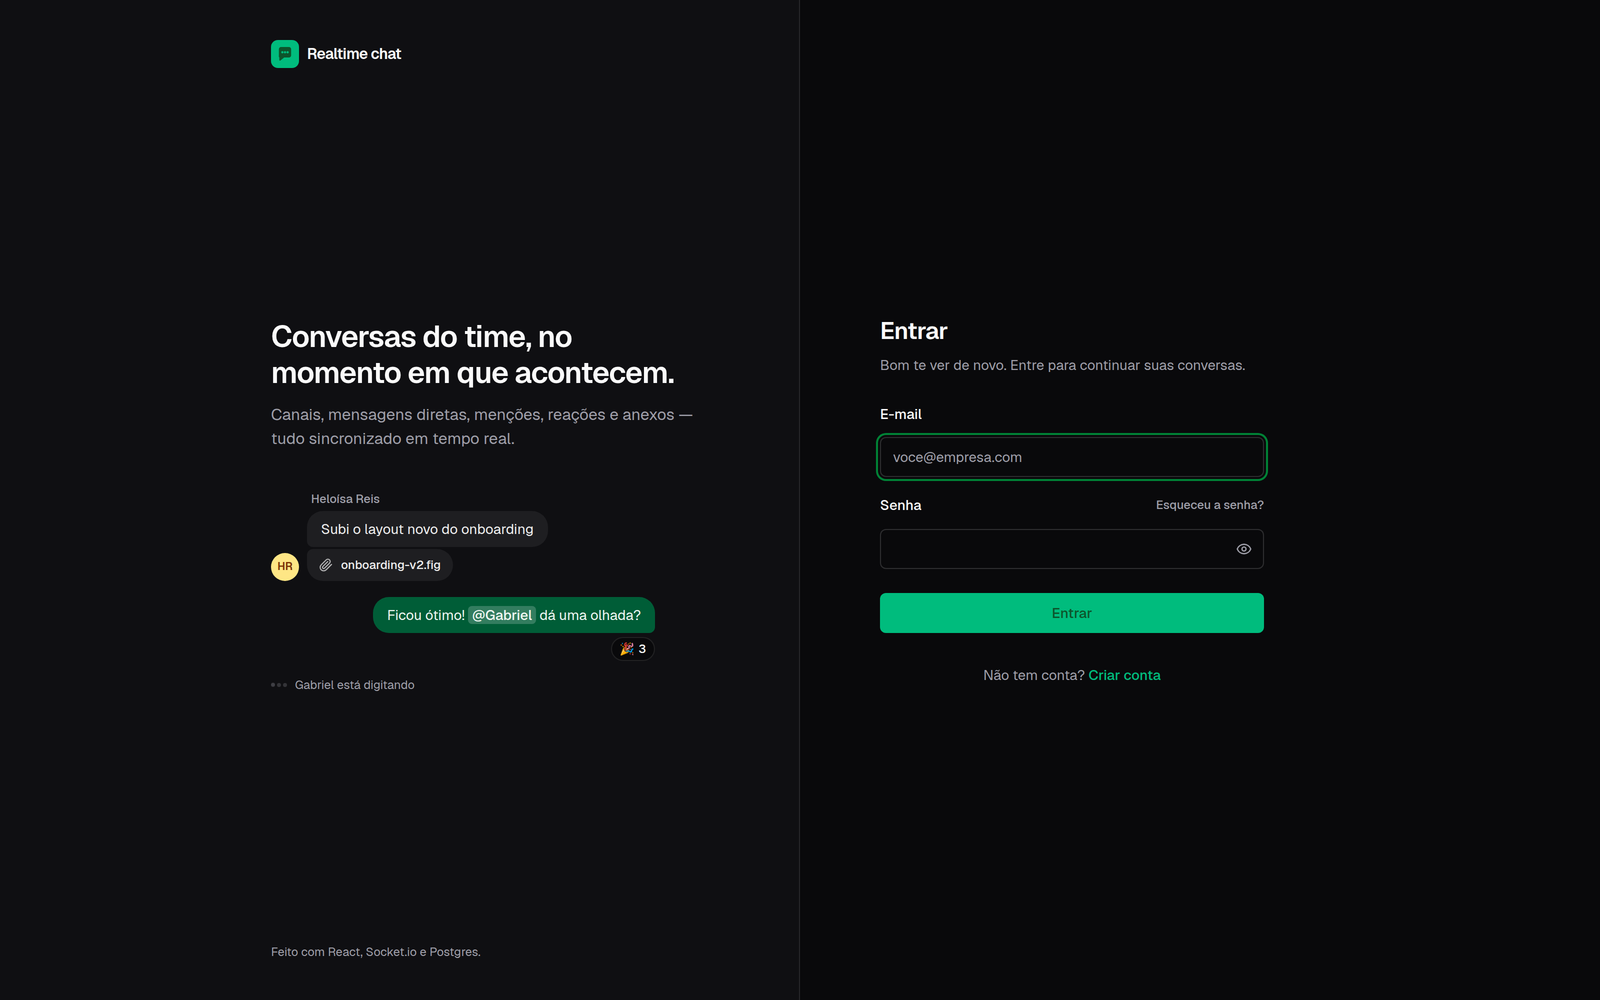 Realtime chat
Conversas do time, no
momento em que acontecem.
Canais, mensagens diretas, menções, reações e anexos —
tudo sincronizado em tempo real.
Heloísa Reis
Subi o layout novo do onboarding
HR
onboarding-v2.fig
Ficou ótimo! @Gabriel dá uma olhada?
🎉 3
Gabriel está digitando
Feito com React, Socket.io e Postgres.
Entrar
Bom te ver de novo. Entre para continuar suas conversas.
E-mail
voce@empresa.com
Senha
Esqueceu a senha?
Entrar
Não tem conta? Criar conta